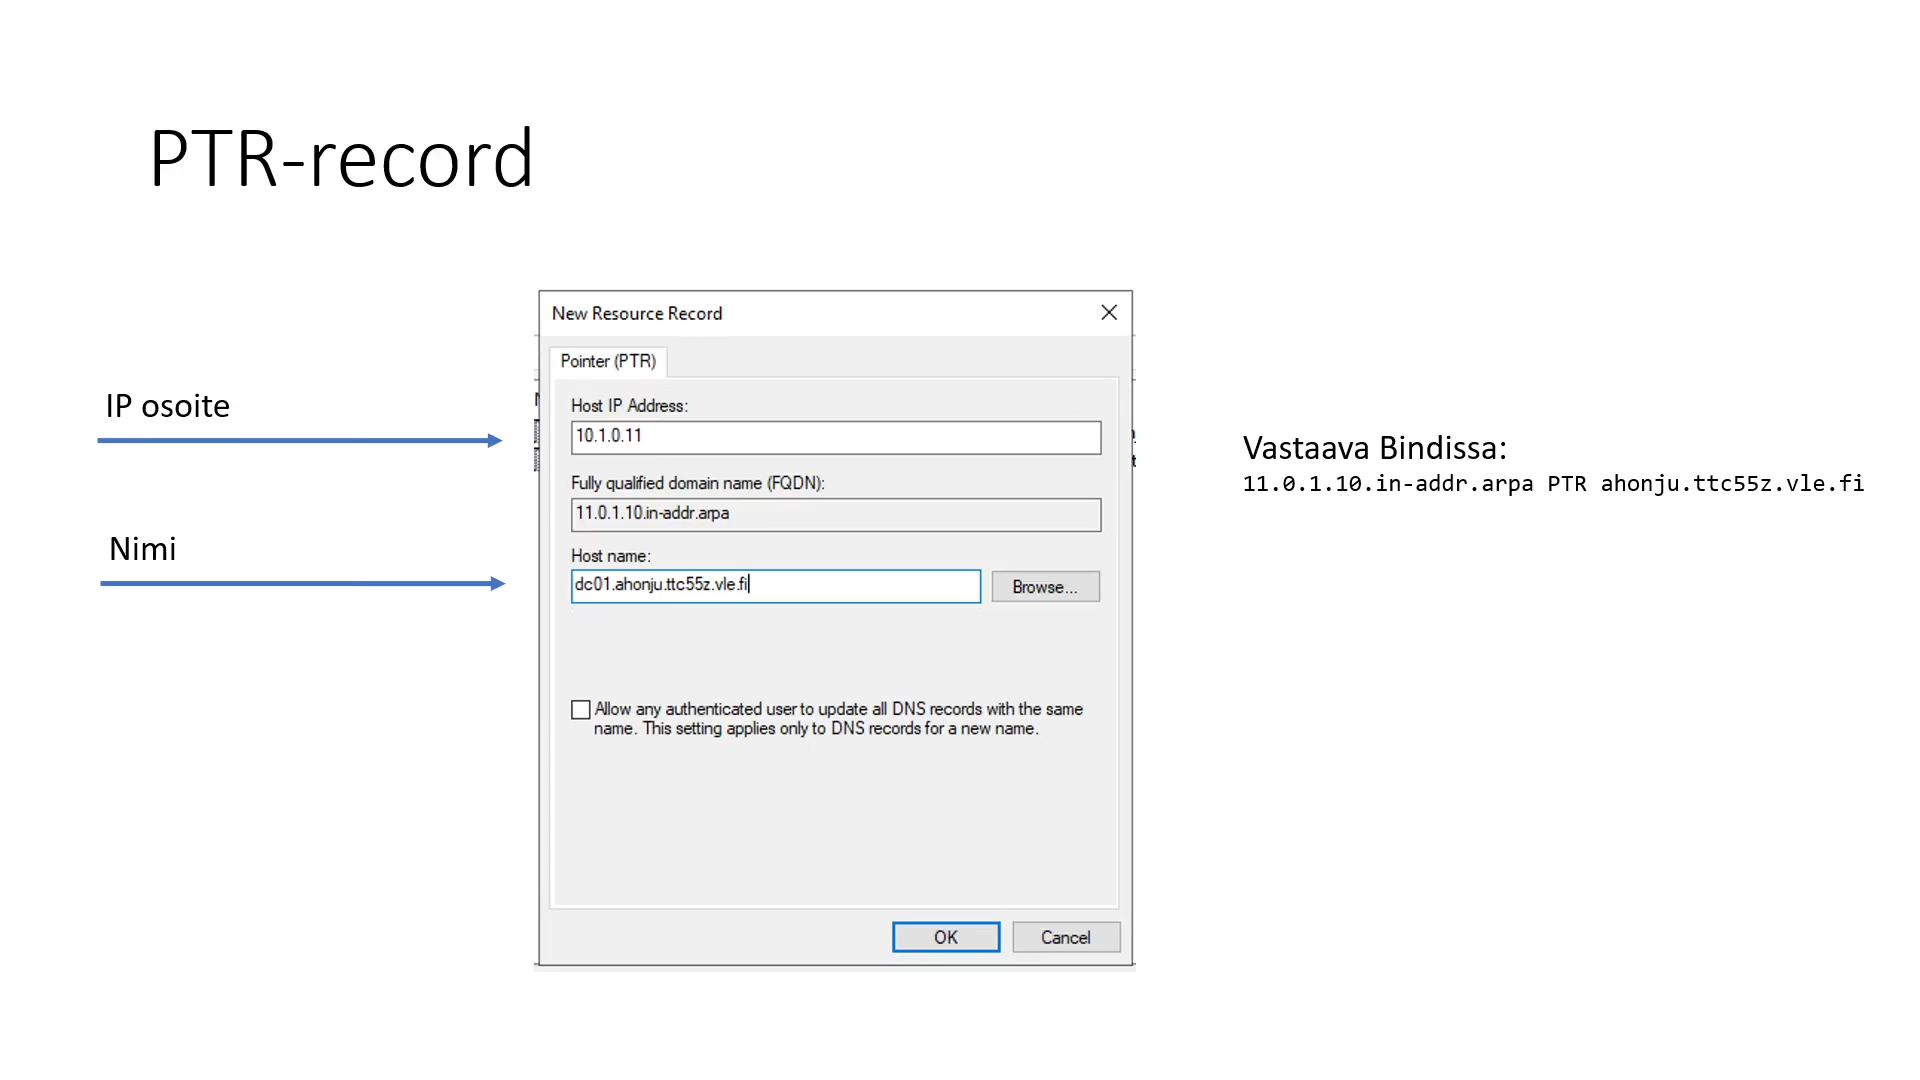 PTR-record
IP osoite
Nimi
New Resource Record
Pointer (PTR)
Host IP Address:
10.1.0.11
Fully qualified domain name (FQDN):
11.0.1.10.in-addr.arpa
Host name:
dc01.ahonju.ttc55z.vle.fi
Browse...
Allow any authenticated user to update all DNS records with the same
name. This setting applies only to DNS records for a new name.
OK
Cancel
Vastaava Bindissa:
11.0.1.10.in-addr.arpa PTR ahonju.ttc55z.vle.fi